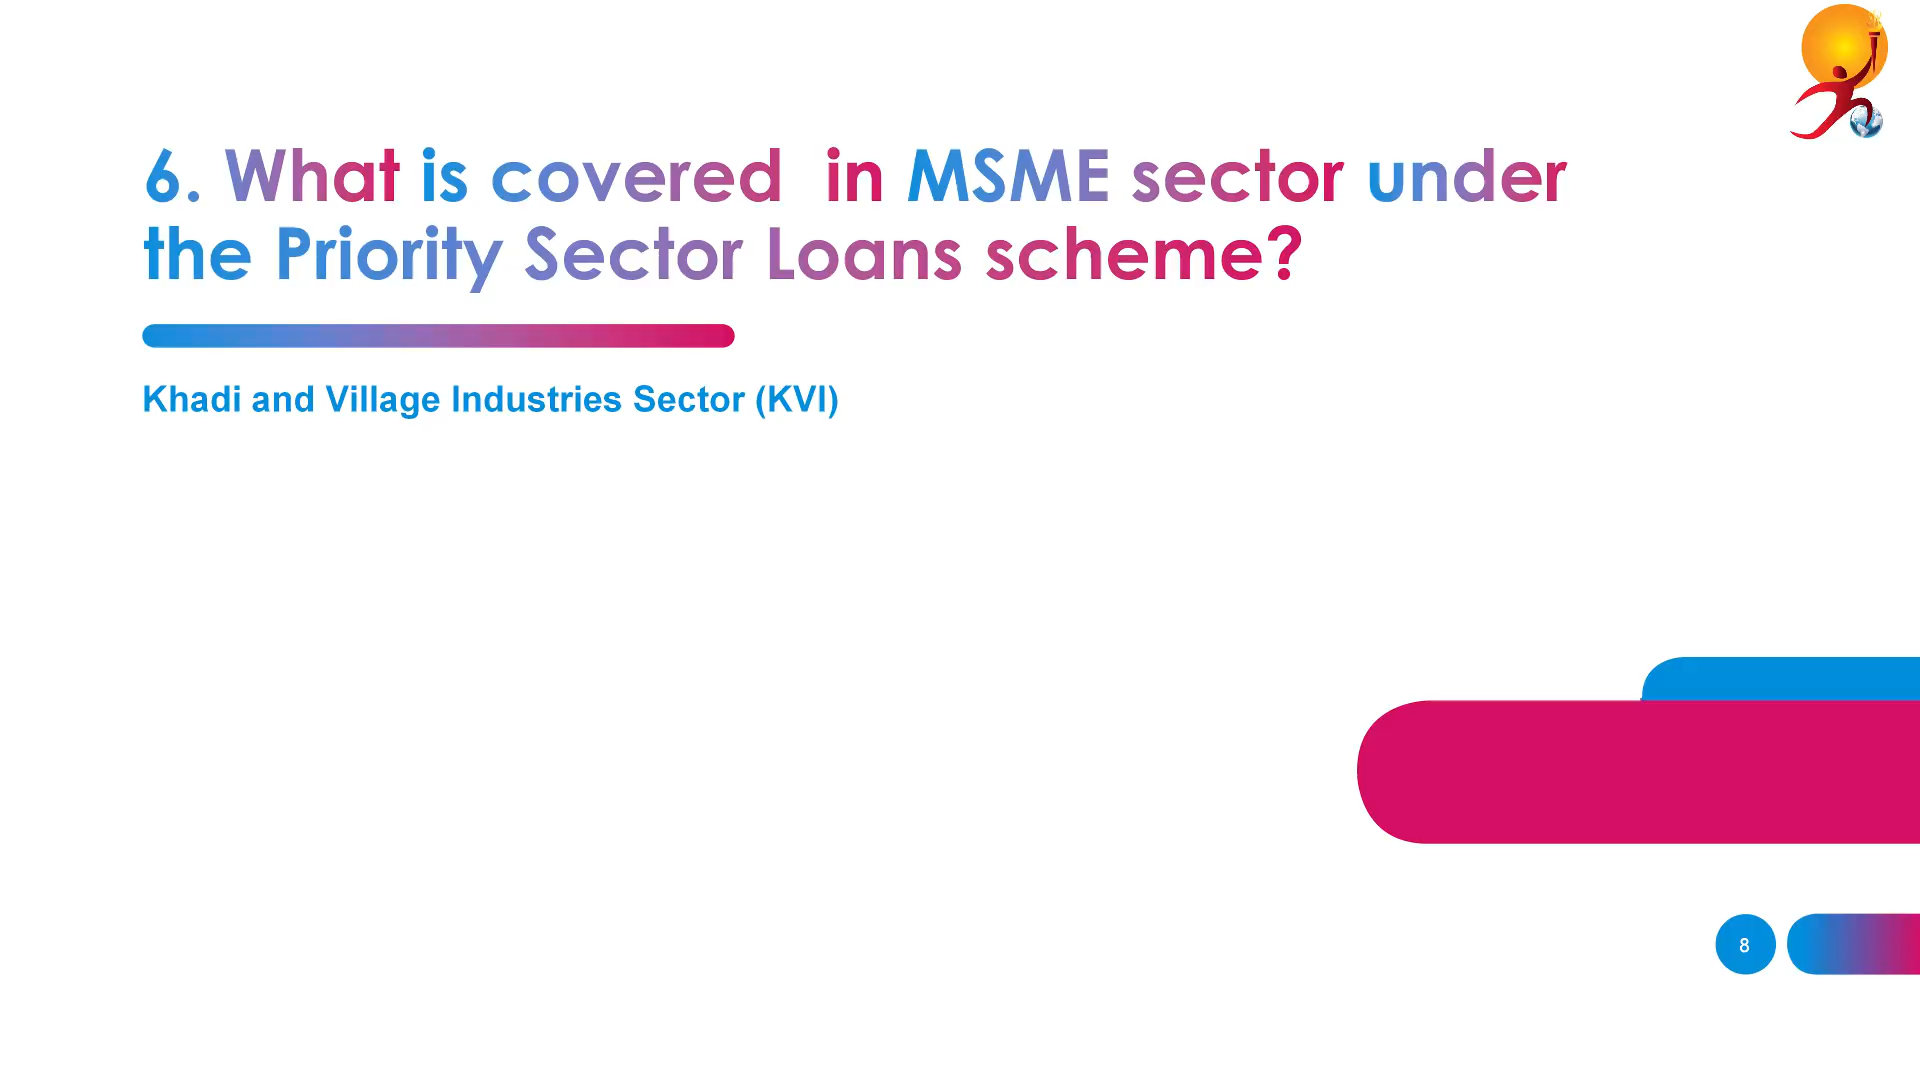 6. What is covered  in MSME sector under
the Priority Sector Loans scheme?
Khadi and Village Industries Sector (KVI)
8